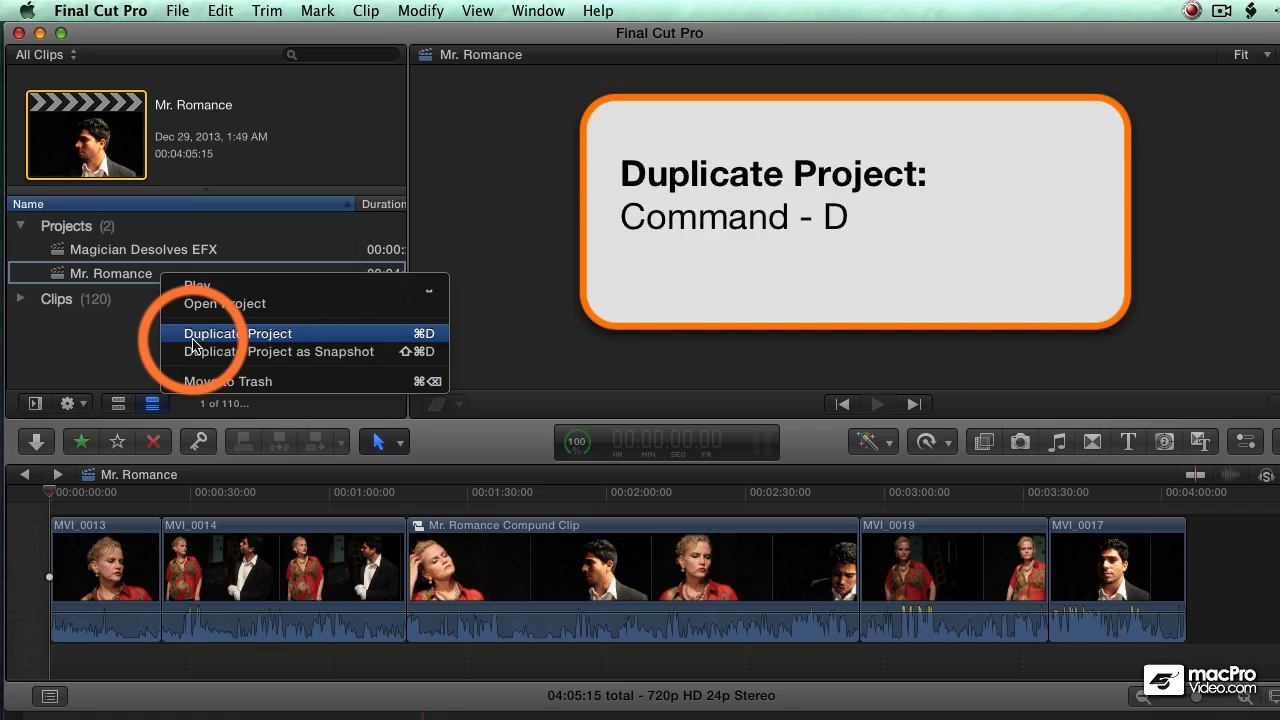 Final Cut Pro File Edit Trim Mark Clip Modify View Window Help
Final Cut Pro
All Clips
Mr. Romance
Fit
Mr. Romance
Dec 29, 2013, 1:49 AM
00:04:05:15
Duplicate Project:
Command - D
Name Duration
Projects (2)
Magician Desolves EFX 00:00:
Mr. Romance
Clips (120)
Play
Open Project
Duplicate Project ⌘D
Duplicate Project as Snapshot ⇧⌘D
Move to Trash ⌘⌫
1 of 110...
100 % 00:00:00:00
HR MIN SEC FR
Mr. Romance
00:00:00:00 00:00:30:00 00:01:00:00 00:01:30:00 00:02:00:00 00:02:30:00 00:03:00:00 00:03:30:00 00:04:00:00
MVI_0013 MVI_0014 Mr. Romance Compund Clip MVI_0019 MVI_0017
04:05:15 total - 720p HD 24p Stereo
macPro
Video.com